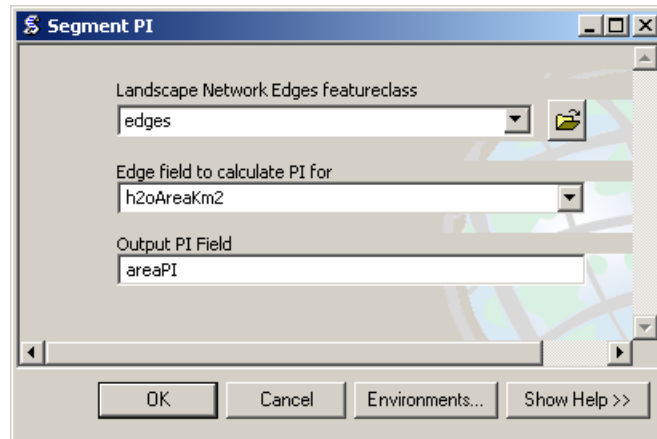 Segment PI
Landscape Network Edges featureclass
edges
Edge field to calculate PI for
h2oAreaKm2
Output PI Field
areaPI
OK Cancel Environments... Show Help >>